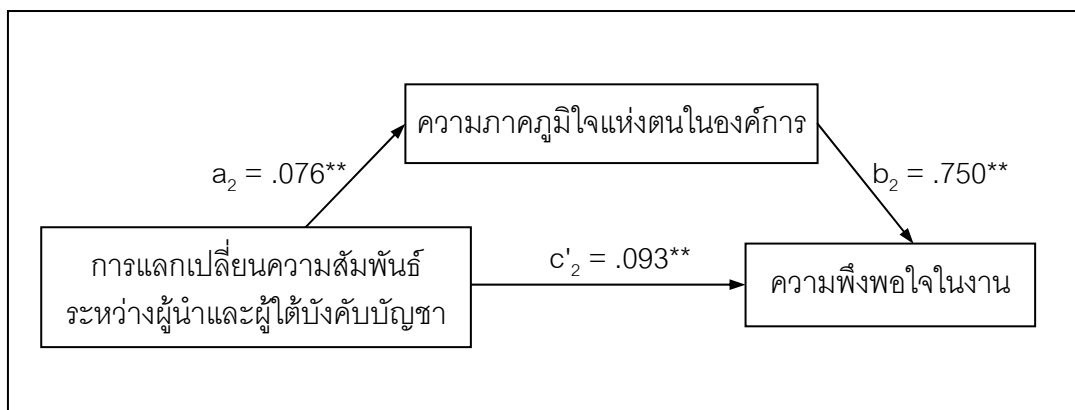 ความภาคภูมิใจแห่งตนในองค์การ
a₂ = .076**
b₂ = .750**
การแลกเปลี่ยนความสัมพันธ์
ระหว่างผู้นำและผู้ใต้บังคับบัญชา
c'₂ = .093**
ความพึงพอใจในงาน